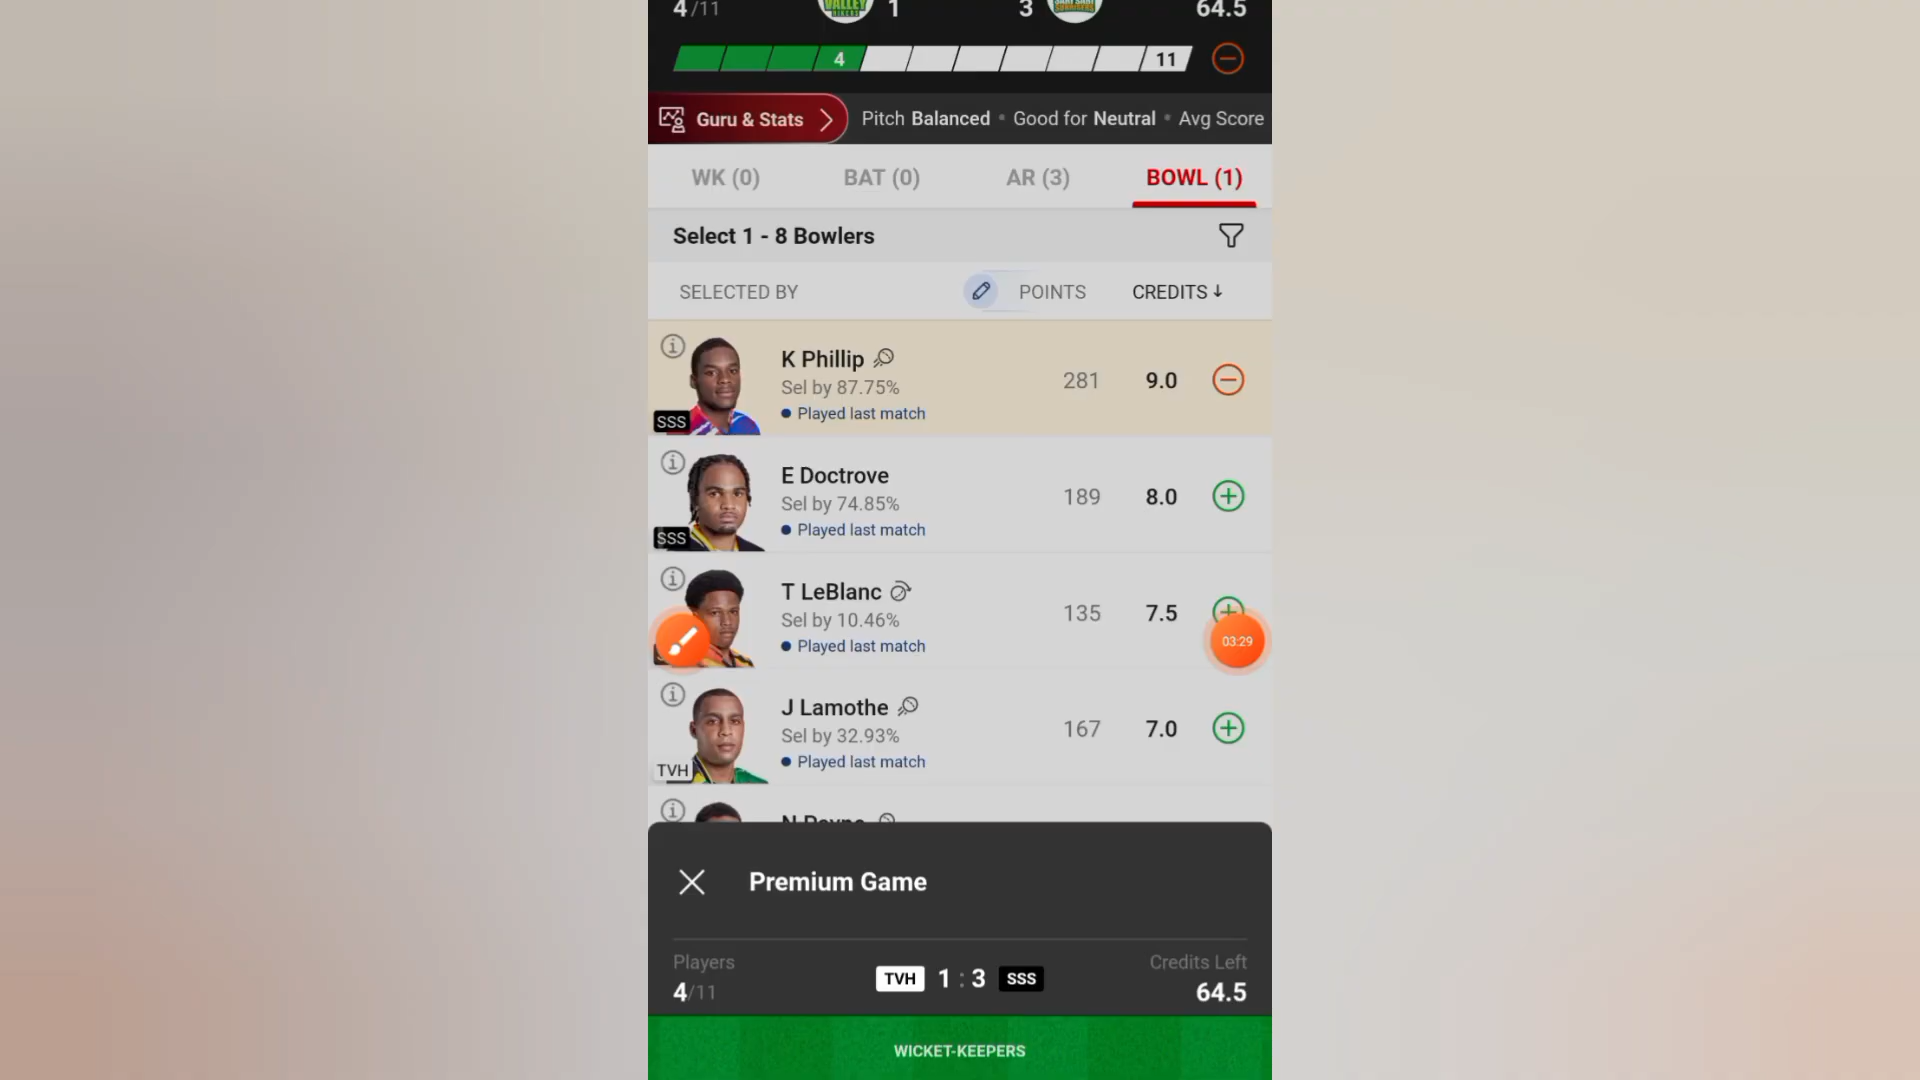 4/11 VALLEY 1 3 64.5
4 11
Guru & Stats Pitch Balanced • Good for Neutral • Avg Score
WK (0) BAT (0) AR (3) BOWL (1)
Select 1 - 8 Bowlers
SELECTED BY POINTS CREDITS ↓
K Phillip
Sel by 87.75% 281 9.0
Played last match
SSS
E Doctrove
Sel by 74.85% 189 8.0
Played last match
SSS
T LeBlanc
Sel by 10.46% 135 7.5
Played last match 03:29
J Lamothe
Sel by 32.93% 167 7.0
Played last match
TVH
N Payne
Premium Game
Players Credits Left
4/11 TVH 1 : 3 SSS 64.5
WICKET-KEEPERS